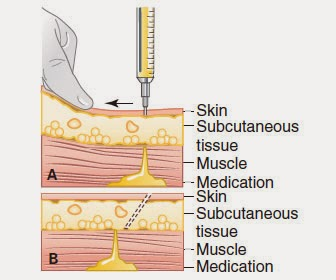 Skin
Subcutaneous
tissue
Muscle
A
Medication
Skin
Subcutaneous
tissue
Muscle
B
Medication